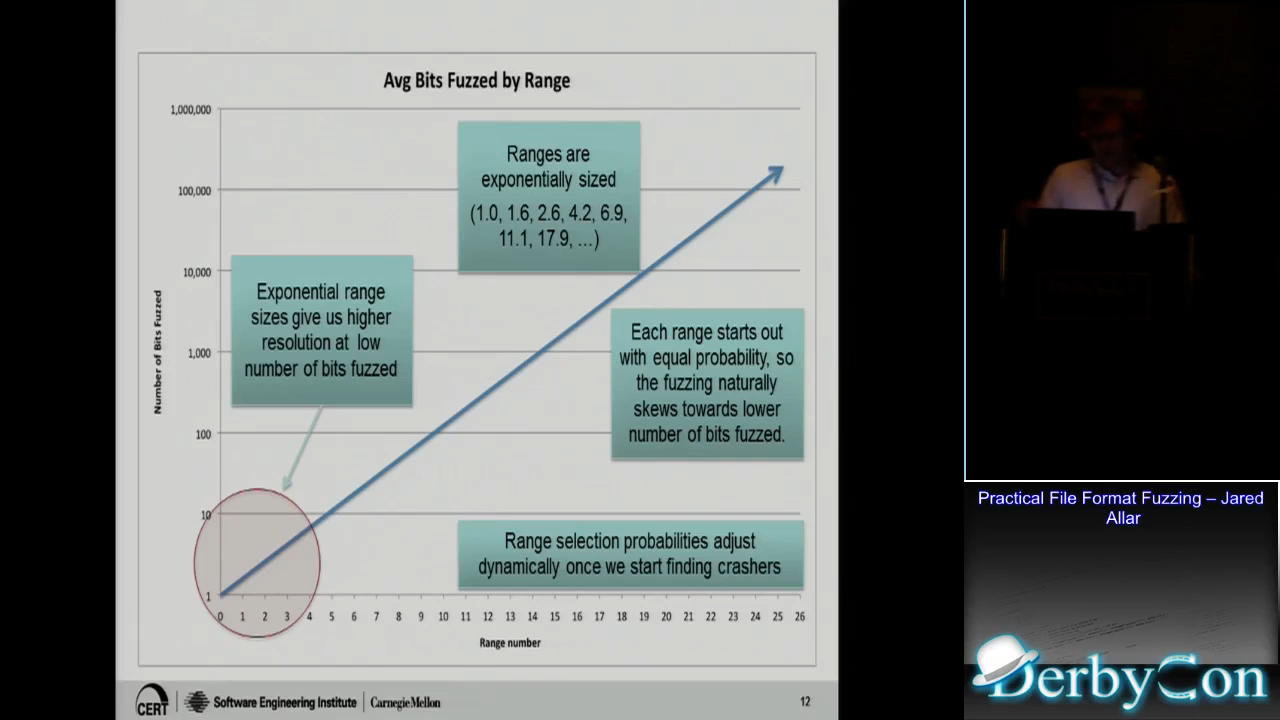 Avg Bits Fuzzed by Range
1,000,000
100,000
10,000
1,000
100
10
1
Number of Bits Fuzzed
Ranges are
exponentially sized
(1.0, 1.6, 2.6, 4.2, 6.9,
11.1, 17.9, …)
Exponential range
sizes give us higher
resolution at low
number of bits fuzzed
Each range starts out
with equal probability, so
the fuzzing naturally
skews towards lower
number of bits fuzzed.
Range selection probabilities adjust
dynamically once we start finding crashers
0 1 2 3 4 5 6 7 8 9 10 11 12 13 14 15 16 17 18 19 20 21 22 23 24 25 26
Range number
CERT
Software Engineering Institute
Carnegie Mellon
12
Practical File Format Fuzzing – Jared
Allar
DerbyCon